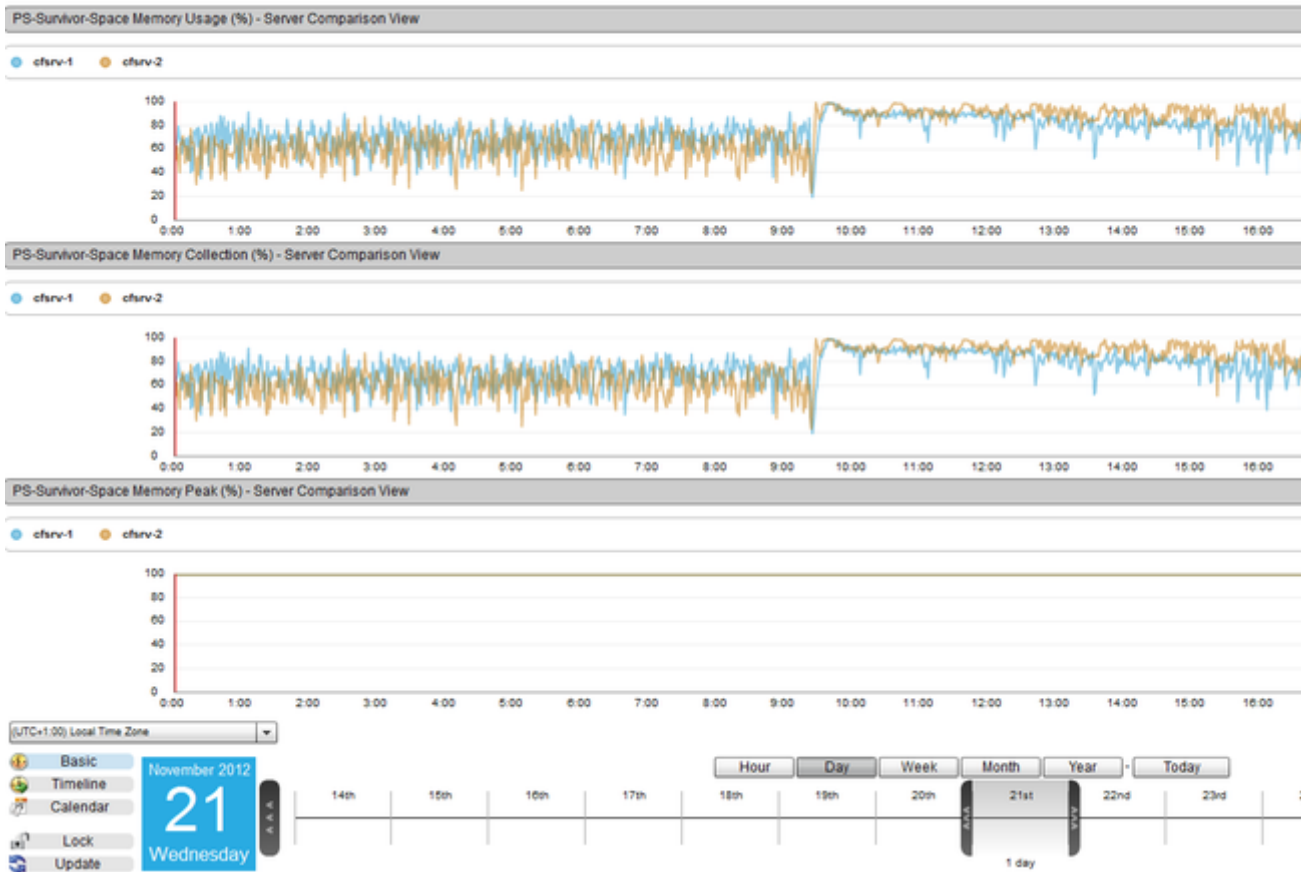 PS-Survivor-Space Memory Usage (%) - Server Comparison View
cfsrv-1 cfsrv-2
100
80
60
40
20
0
0:00 1:00 2:00 3:00 4:00 5:00 6:00 7:00 8:00 9:00 10:00 11:00 12:00 13:00 14:00 15:00 16:00
PS-Survivor-Space Memory Collection (%) - Server Comparison View
cfsrv-1 cfsrv-2
100
80
60
40
20
0
0:00 1:00 2:00 3:00 4:00 5:00 6:00 7:00 8:00 9:00 10:00 11:00 12:00 13:00 14:00 15:00 16:00
PS-Survivor-Space Memory Peak (%) - Server Comparison View
cfsrv-1 cfsrv-2
100
80
60
40
20
0
0:00 1:00 2:00 3:00 4:00 5:00 6:00 7:00 8:00 9:00 10:00 11:00 12:00 13:00 14:00 15:00 16:00
(UTC+1:00) Local Time Zone
Basic
Timeline
Calendar
Lock
Update
November 2012
21
Wednesday
Hour Day Week Month Year - Today
14th 15th 16th 17th 18th 19th 20th 21st 22nd 23rd
1 day